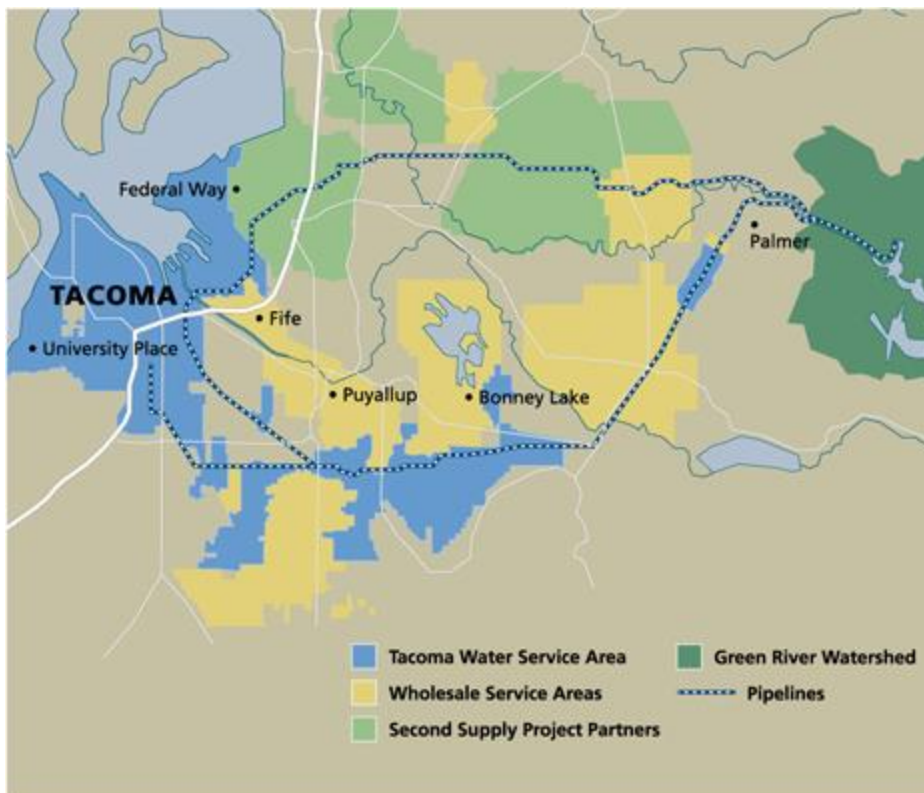 Federal Way
Palmer
TACOMA
Fife
University Place
Puyallup
Bonney Lake
Tacoma Water Service Area
Wholesale Service Areas
Second Supply Project Partners
Green River Watershed
Pipelines